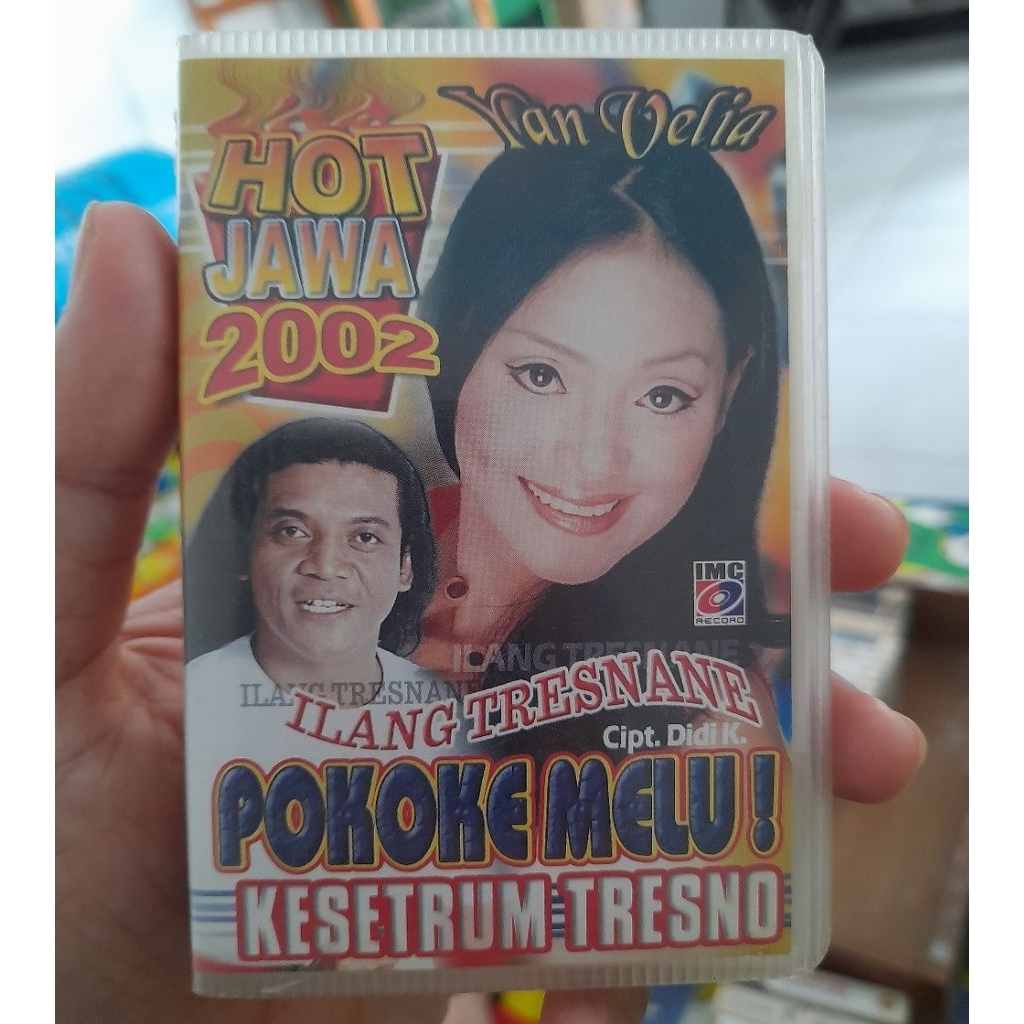 Yan Velia
HOT
JAWA
2002
IMC
RECORD
ILANG TRESNANE
ILANG TRESNANE
ILANG TRESNANE
Cipt. Didi K.
POKOKE MELU!
KESETRUM TRESNO